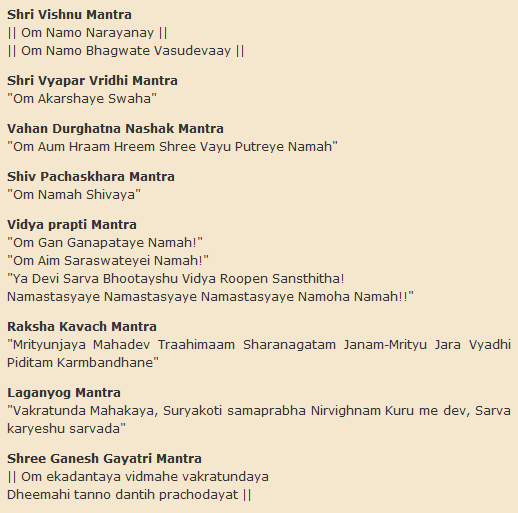 Shri Vishnu Mantra
|| Om Namo Narayanay ||
|| Om Namo Bhagwate Vasudevaay ||
Shri Vyapar Vridhi Mantra
"Om Akarshaye Swaha"
Vahan Durghatna Nashak Mantra
"Om Aum Hraam Hreem Shree Vayu Putreye Namah"
Shiv Pachaskhara Mantra
"Om Namah Shivaya"
Vidya prapti Mantra
"Om Gan Ganapataye Namah!"
"Om Aim Saraswateyei Namah!"
"Ya Devi Sarva Bhootayshu Vidya Roopen Sansthitha!
Namastasyaye Namastasyaye Namastasyaye Namoha Namah!!"
Raksha Kavach Mantra
"Mrityunjaya Mahadev Traahimaam Sharanagatam Janam-Mrityu Jara Vyadhi
Piditam Karmbandhane"
Laganyog Mantra
"Vakratunda Mahakaya, Suryakoti samaprabha Nirvighnam Kuru me dev, Sarva
karyeshu sarvada"
Shree Ganesh Gayatri Mantra
|| Om ekadantaya vidmahe vakratundaya
Dheemahi tanno dantih prachodayat ||